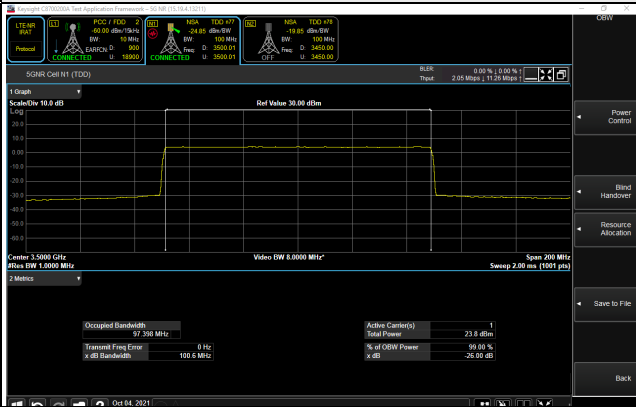 Keysight C8700200A Test Application Framework – 5G NR (15.19.4.13211)
LTE-NR IRAT
Protocol
L1 PCC / FDD 2
-60.00 dBm/15kHz
BW: 10 MHz
EARFCN D: 900
CONNECTED U: 18900
N1 NSA TDD n77
-24.85 dBm/BW
BW: 100 MHz
Freq: D: 3500.01
CONNECTED U: 3500.01
N2 NSA TDD n78
-19.85 dBm/BW
BW: 100 MHz
Freq: D: 3450.00
OFF U: 3450.00
OBW
5GNR Cell N1 (TDD)
BLER: 0.00 % ↓ 0.00 % ↑
Thput: 2.05 Mbps ↓ 11.26 Mbps ↑
1 Graph
Scale/Div 10.0 dB
Ref Value 30.00 dBm
Log
20.0
10.0
0.00
-10.0
-20.0
-30.0
-40.0
-50.0
-60.0
Center 3.5000 GHz
Video BW 8.0000 MHz*
Span 200 MHz
#Res BW 1.0000 MHz
Sweep 2.00 ms (1001 pts)
2 Metrics
Occupied Bandwidth
97.398 MHz
Transmit Freq Error 0 Hz
x dB Bandwidth 100.6 MHz
Active Carrier(s) 1
Total Power 23.8 dBm
% of OBW Power 99.00 %
x dB -26.00 dB
Power Control
Blind Handover
Resource Allocation
Save to File
Back
?
Oct 04, 2021